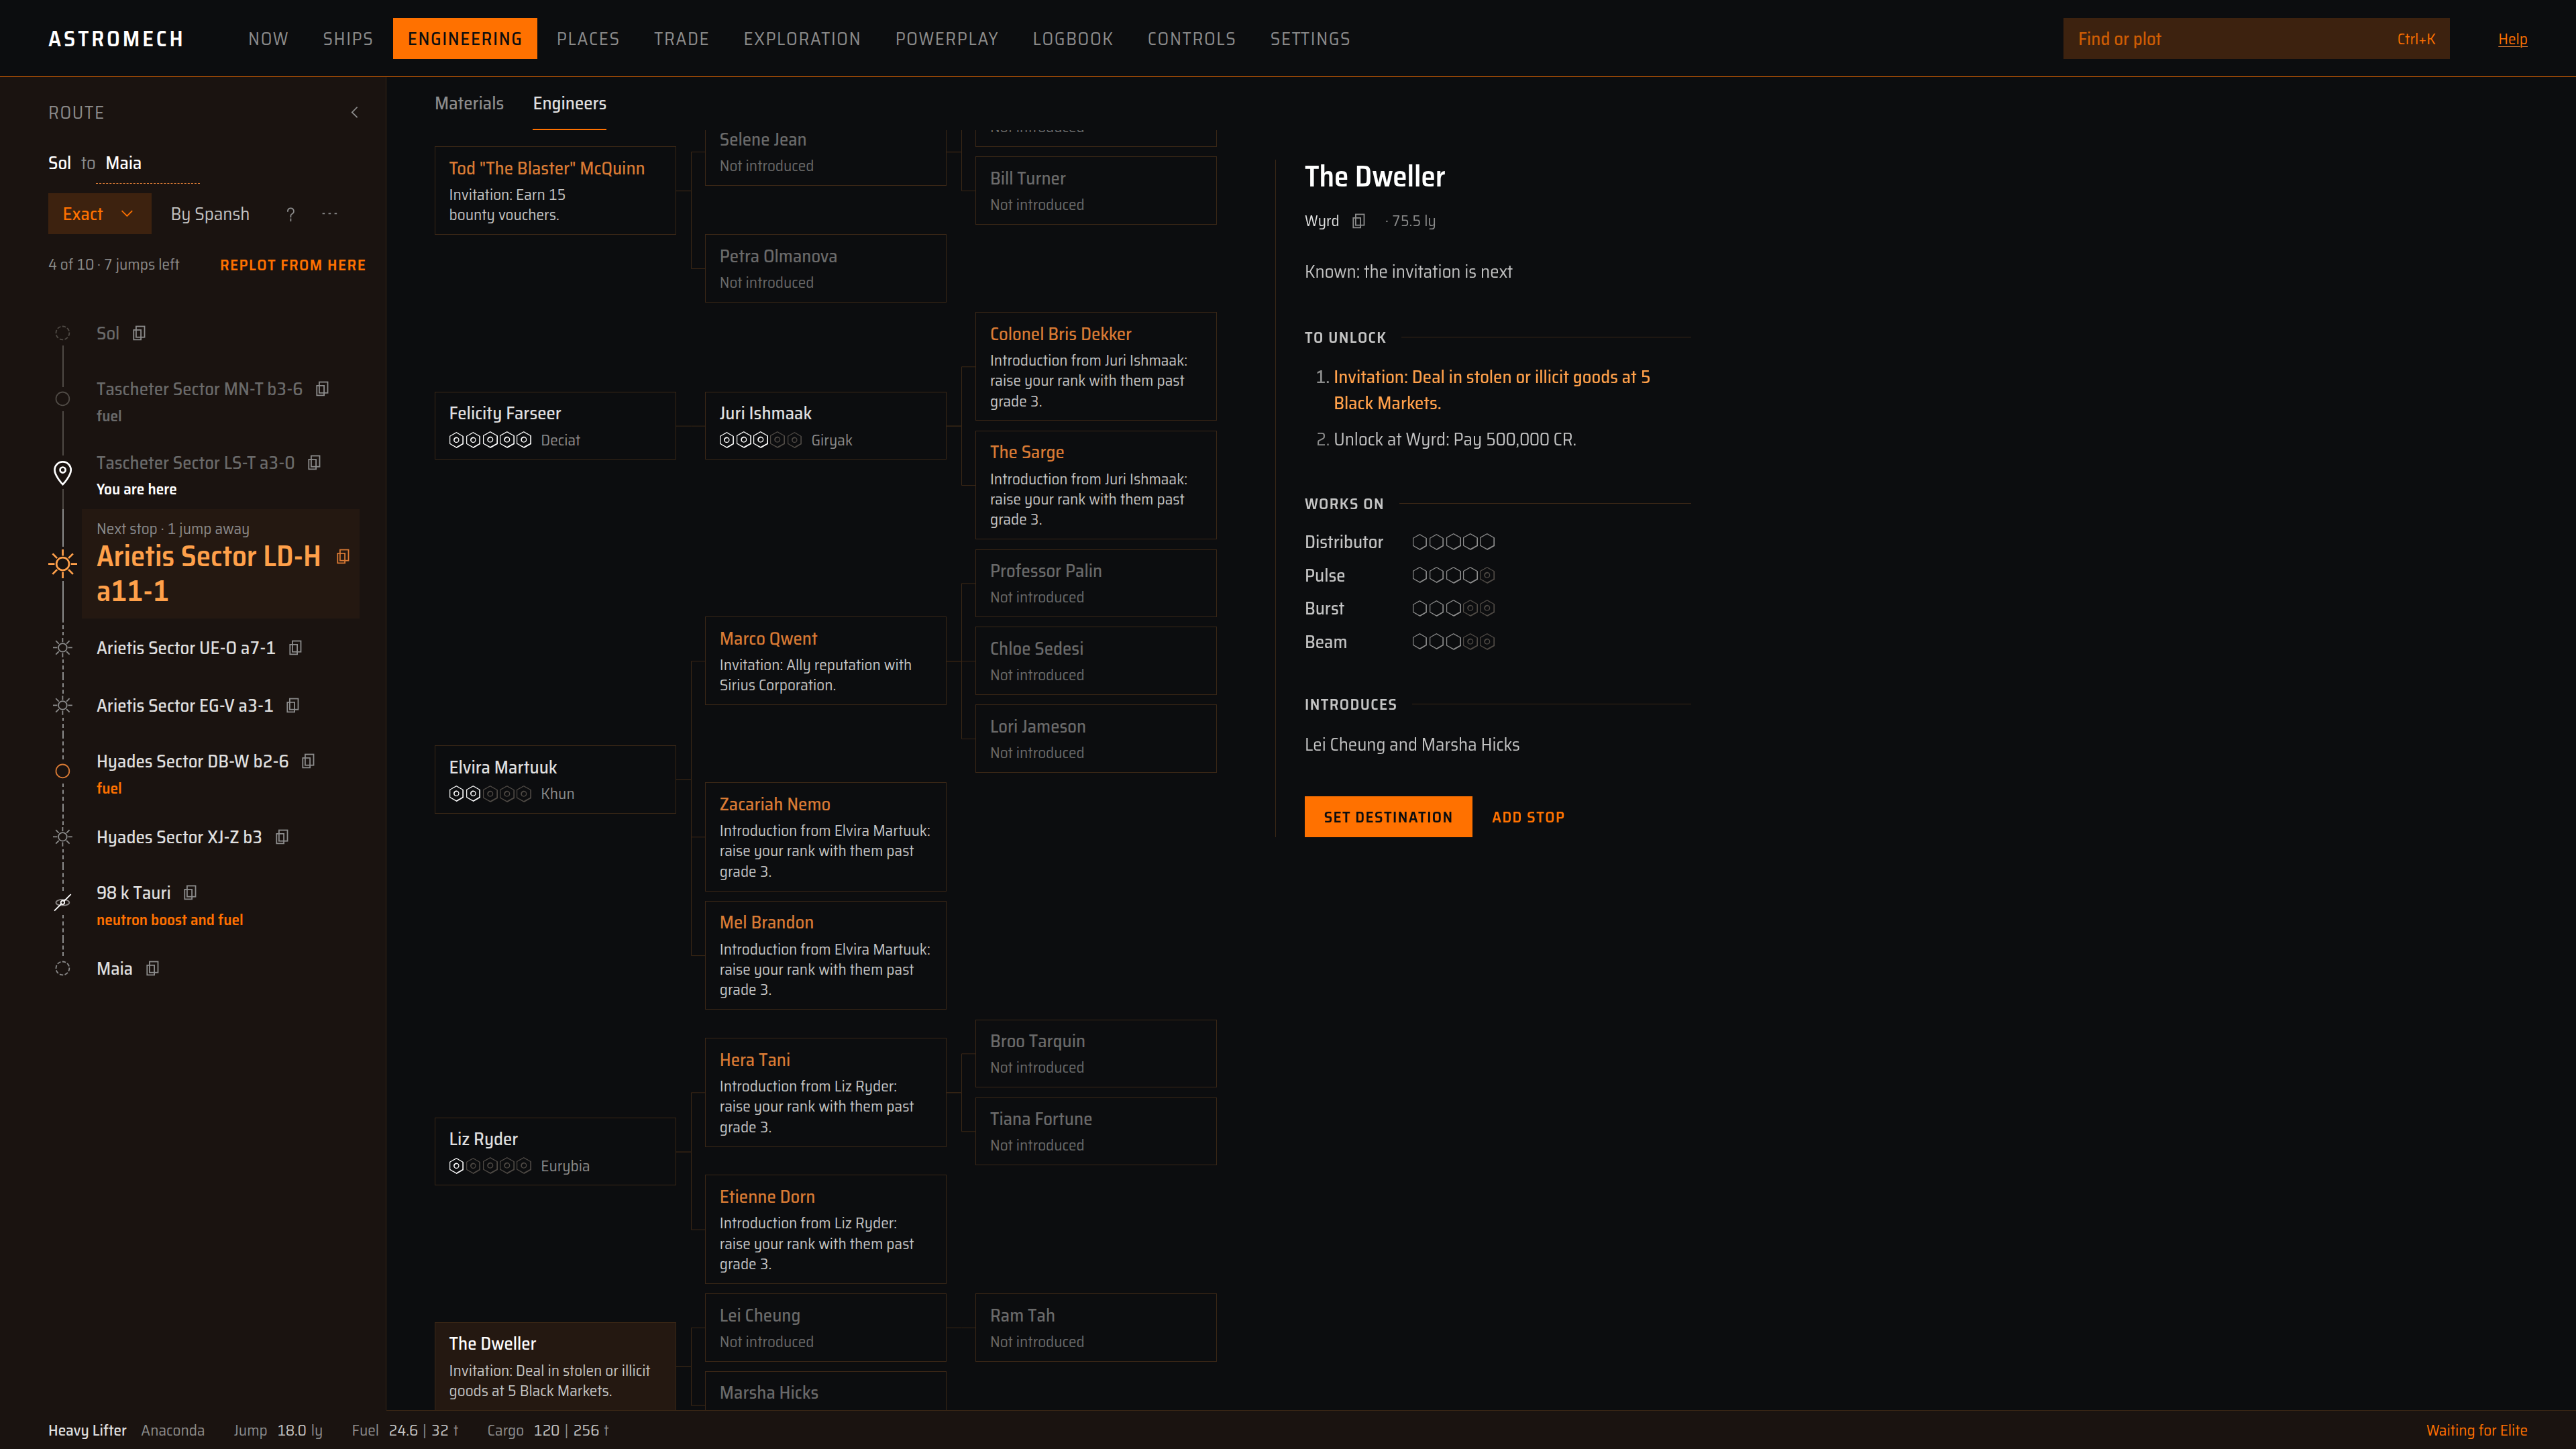 ASTROMECH
NOW
SHIPS
ENGINEERING
PLACES
TRADE
EXPLORATION
POWERPLAY
LOGBOOK
CONTROLS
SETTINGS
Find or plot
Ctrl+K
Help
ROUTE
Sol to Maia
Exact
By Spansh
?
4 of 10 · 7 jumps left
REPLOT FROM HERE
Sol
Tascheter Sector MN-T b3-6
fuel
Tascheter Sector LS-T a3-0
You are here
Next stop · 1 jump away
Arietis Sector LD-H
a11-1
Arietis Sector UE-O a7-1
Arietis Sector EG-V a3-1
Hyades Sector DB-W b2-6
fuel
Hyades Sector XJ-Z b3
98 k Tauri
neutron boost and fuel
Maia
Materials
Engineers
Tod "The Blaster" McQuinn
Invitation: Earn 15
bounty vouchers.
Selene Jean
Not introduced
Bill Turner
Not introduced
Petra Olmanova
Not introduced
Felicity Farseer
Deciat
Juri Ishmaak
Giryak
Colonel Bris Dekker
Introduction from Juri Ishmaak:
raise your rank with them past
grade 3.
The Sarge
Introduction from Juri Ishmaak:
raise your rank with them past
grade 3.
Elvira Martuuk
Khun
Marco Qwent
Invitation: Ally reputation with
Sirius Corporation.
Professor Palin
Not introduced
Chloe Sedesi
Not introduced
Lori Jameson
Not introduced
Zacariah Nemo
Introduction from Elvira Martuuk:
raise your rank with them past
grade 3.
Mel Brandon
Introduction from Elvira Martuuk:
raise your rank with them past
grade 3.
Liz Ryder
Eurybia
Hera Tani
Introduction from Liz Ryder:
raise your rank with them past
grade 3.
Broo Tarquin
Not introduced
Tiana Fortune
Not introduced
Etienne Dorn
Introduction from Liz Ryder:
raise your rank with them past
grade 3.
The Dweller
Invitation: Deal in stolen or illicit
goods at 5 Black Markets.
Lei Cheung
Not introduced
Ram Tah
Not introduced
Marsha Hicks
The Dweller
Wyrd · 75.5 ly
Known: the invitation is next
TO UNLOCK
1. Invitation: Deal in stolen or illicit goods at 5
Black Markets.
2. Unlock at Wyrd: Pay 500,000 CR.
WORKS ON
Distributor
Pulse
Burst
Beam
INTRODUCES
Lei Cheung and Marsha Hicks
SET DESTINATION
ADD STOP
Heavy Lifter Anaconda Jump 18.0 ly Fuel 24.6 | 32 t Cargo 120 | 256 t
Waiting for Elite